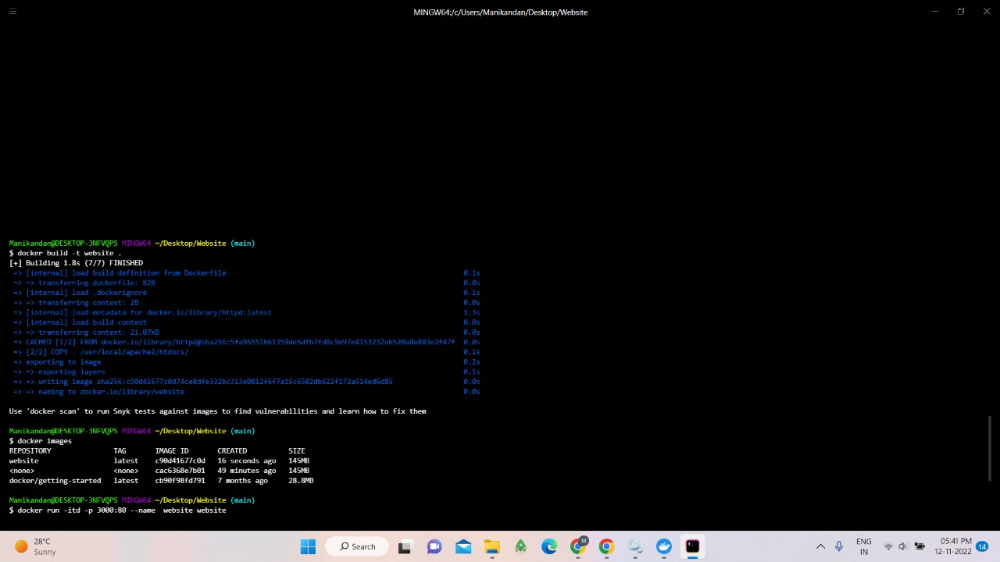 MINGW64:/c/Users/Manikandan/Desktop/Website
Manikandan@DESKTOP-3NFVQPS MINGW64 ~/Desktop/Website (main)
$ docker build -t website .
[+] Building 1.8s (7/7) FINISHED
=> [internal] load build definition from Dockerfile 0.1s
=> => transferring dockerfile: 82B 0.0s
=> [internal] load .dockerignore 0.1s
=> => transferring context: 2B 0.0s
=> [internal] load metadata for docker.io/library/httpd:latest 1.3s
=> [internal] load build context 0.0s
=> => transferring context: 21.07kB 0.0s
=> CACHED [1/2] FROM docker.io/library/httpd@sha256:5fa96551b61359de5dfb7fd8c9e97e4153232eb520a8e883e2f47f 0.0s
=> [2/2] COPY . /usr/local/apache2/htdocs/ 0.1s
=> exporting to image 0.2s
=> => exporting layers 0.1s
=> => writing image sha256:c90d41677c0d74ce8dfe332bc313e0812f6f7a15c6582db622f172a514ed6d85 0.0s
=> => naming to docker.io/library/website 0.0s
Use 'docker scan' to run Snyk tests against images to find vulnerabilities and learn how to fix them
Manikandan@DESKTOP-3NFVQPS MINGW64 ~/Desktop/Website (main)
$ docker images
REPOSITORY TAG IMAGE ID CREATED SIZE
website latest c90d41677c0d 16 seconds ago 145MB
<none> <none> cac6368e7b01 49 minutes ago 145MB
docker/getting-started latest cb90f98fd791 7 months ago 28.8MB
Manikandan@DESKTOP-3NFVQPS MINGW64 ~/Desktop/Website (main)
$ docker run -itd -p 3000:80 --name  website website
28°C
Sunny
Search
M
ENG
IN
05:41 PM
12-11-2022
14